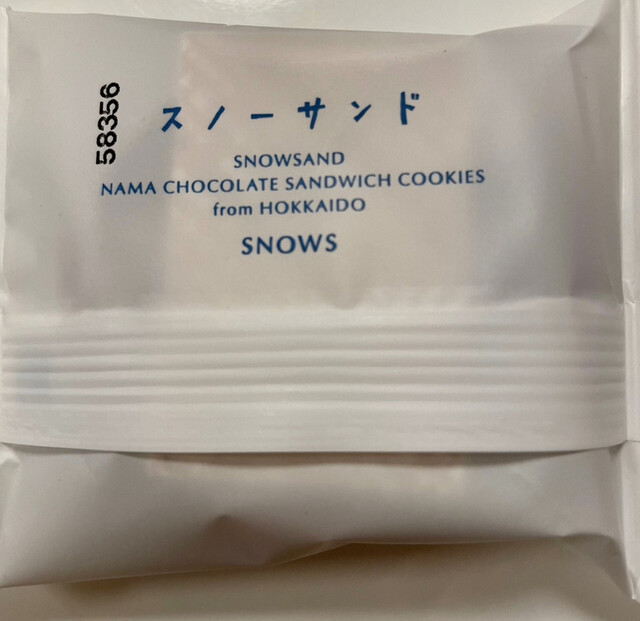 58356
スノーサンド
SNOWSAND
NAMA CHOCOLATE SANDWICH COOKIES
from HOKKAIDO
SNOWS